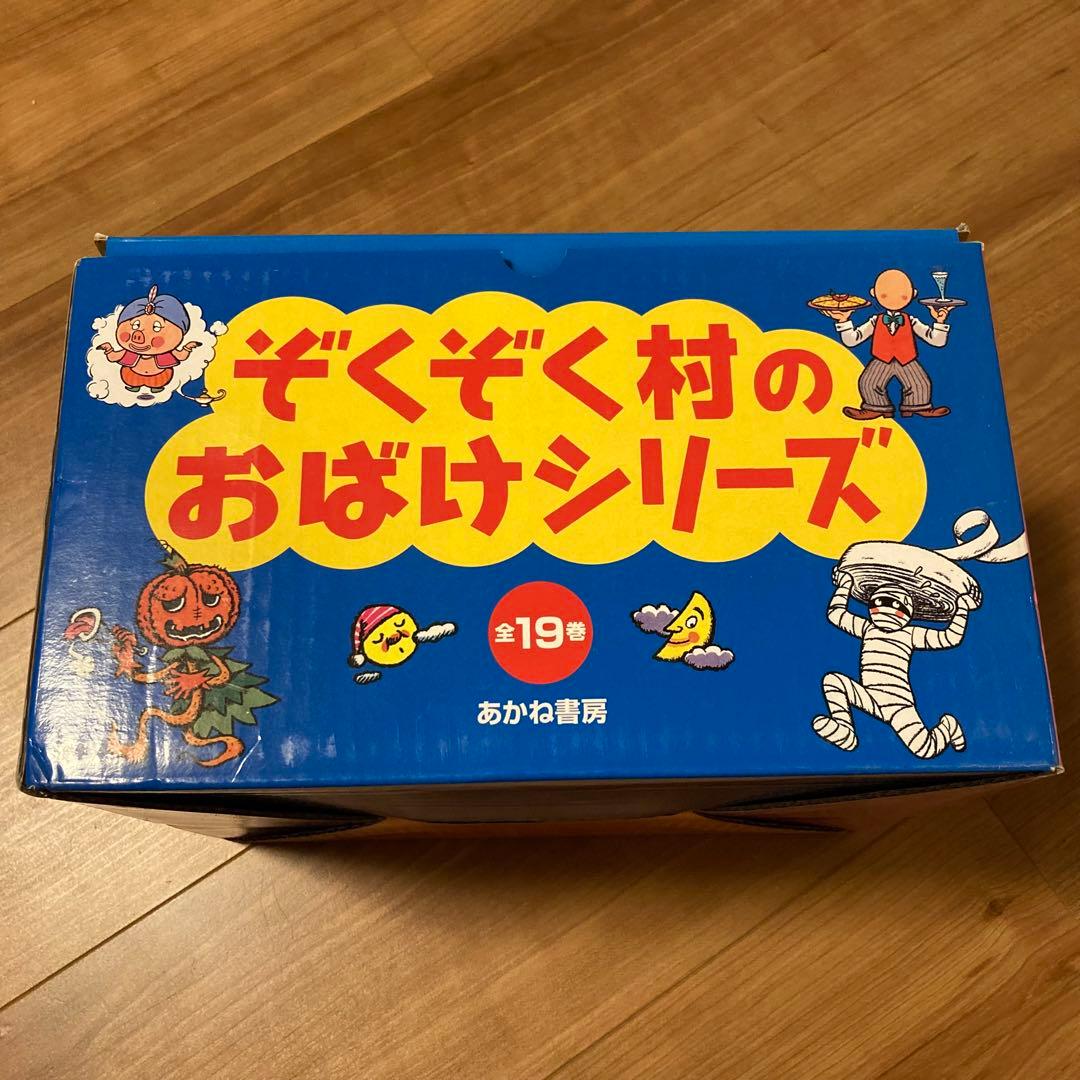 ぞくぞく村の
おばけシリーズ
全19巻
あかね書房